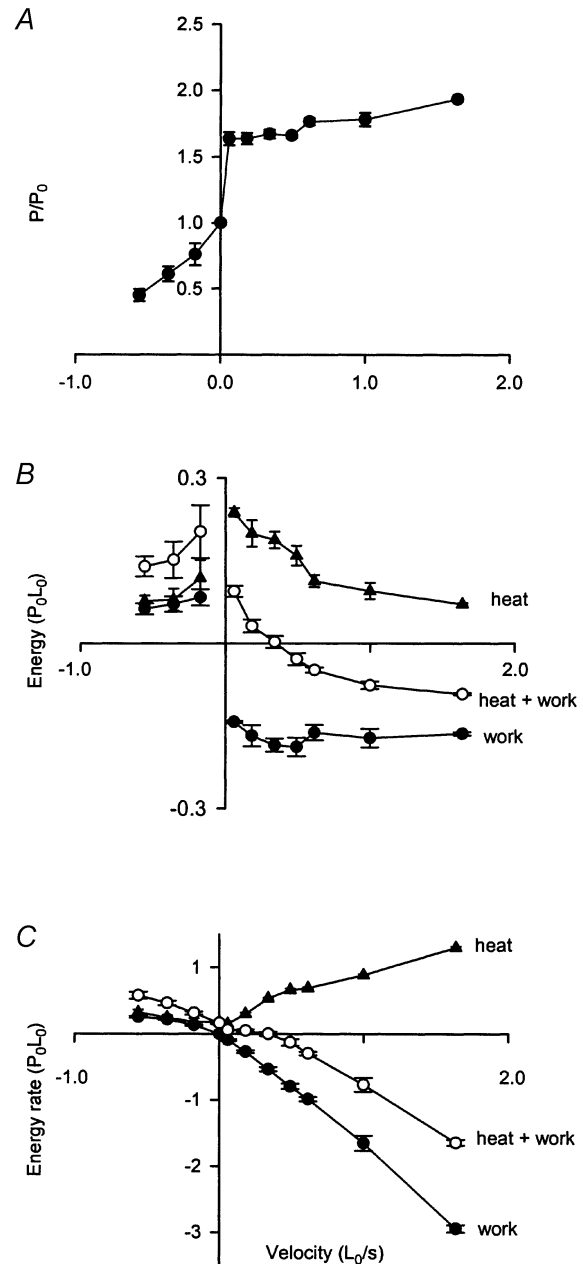 A
2.5
2.0
1.5
1.0
0.5
P/P0
-1.0
0.0
1.0
2.0
B
0.3
Energy (P0L0)
heat
-1.0
2.0
heat + work
work
-0.3
C
heat
1
Energy rate (P0L0)
-1.0
2.0
-1
heat + work
-2
-3
work
Velocity (L0/s)